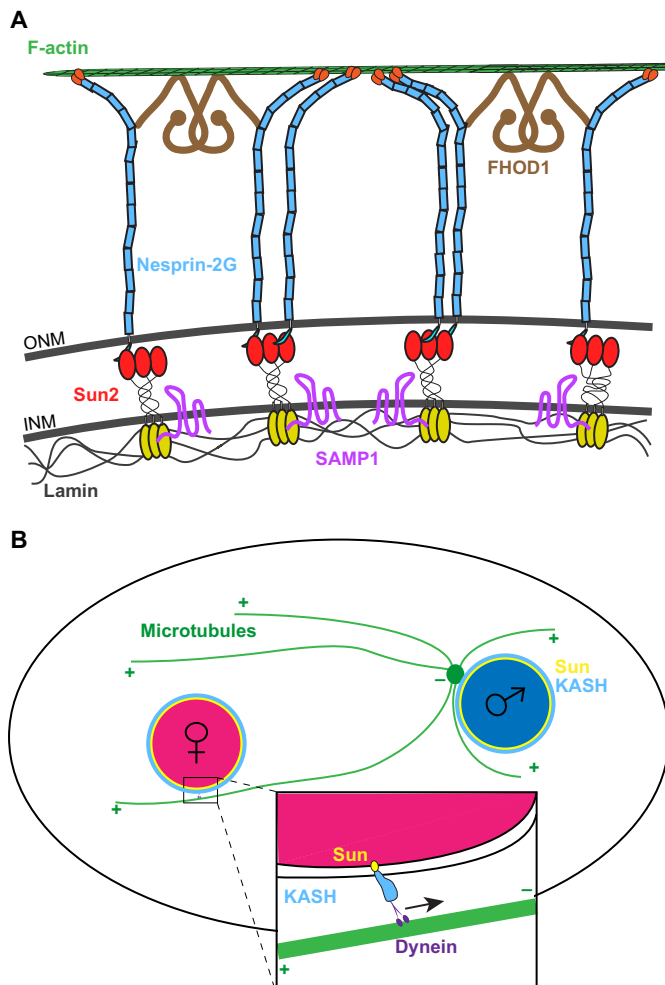 A
F-actin
FHOD1
Nesprin-2G
ONM
Sun2
INM
SAMP1
Lamin
B
+
Microtubules
+
+
Sun
KASH
−
♂
♀
+
+
Sun
KASH
−
Dynein
+